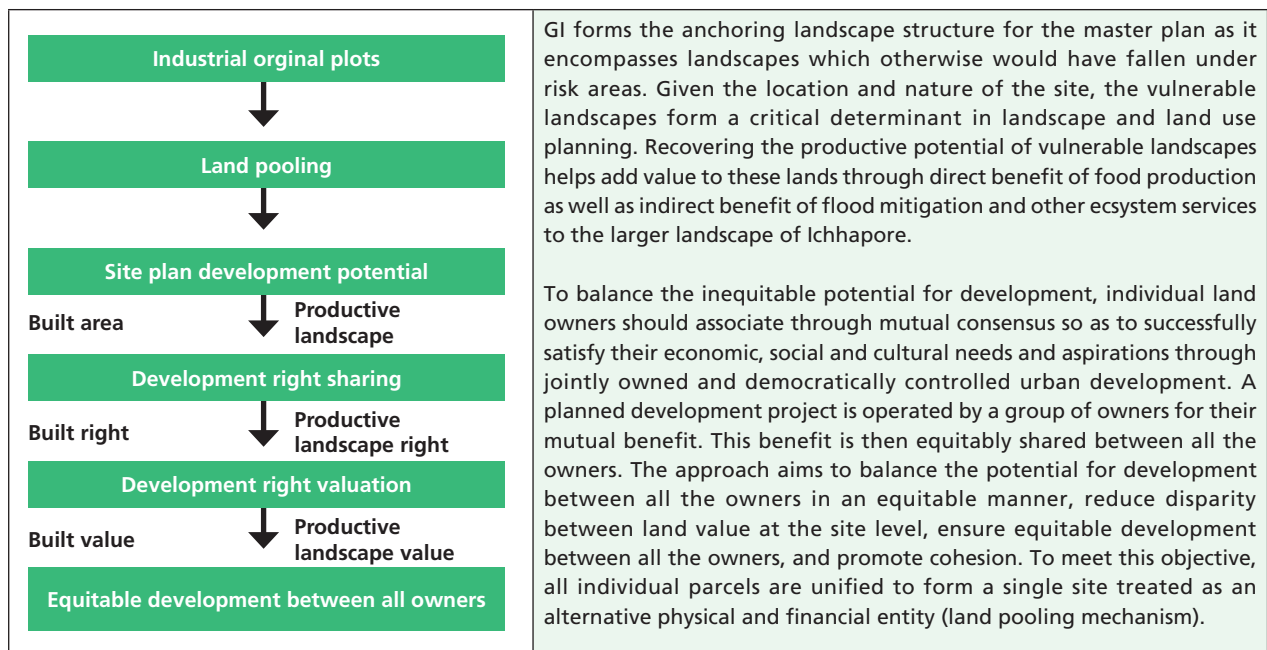 Industrial orginal plots
Land pooling
Site plan development potential
Built area
Productive
landscape
Development right sharing
Built right
Productive
landscape right
Development right valuation
Built value
Productive
landscape value
Equitable development between all owners
GI forms the anchoring landscape structure for the master plan as it
encompasses landscapes which otherwise would have fallen under
risk areas. Given the location and nature of the site, the vulnerable
landscapes form a critical determinant in landscape and land use
planning. Recovering the productive potential of vulnerable landscapes
helps add value to these lands through direct benefit of food production
as well as indirect benefit of flood mitigation and other ecsystem services
to the larger landscape of Ichhapore.
To balance the inequitable potential for development, individual land
owners should associate through mutual consensus so as to successfully
satisfy their economic, social and cultural needs and aspirations through
jointly owned and democratically controlled urban development. A
planned development project is operated by a group of owners for their
mutual benefit. This benefit is then equitably shared between all the
owners. The approach aims to balance the potential for development
between all the owners in an equitable manner, reduce disparity
between land value at the site level, ensure equitable development
between all the owners, and promote cohesion. To meet this objective,
all individual parcels are unified to form a single site treated as an
alternative physical and financial entity (land pooling mechanism).